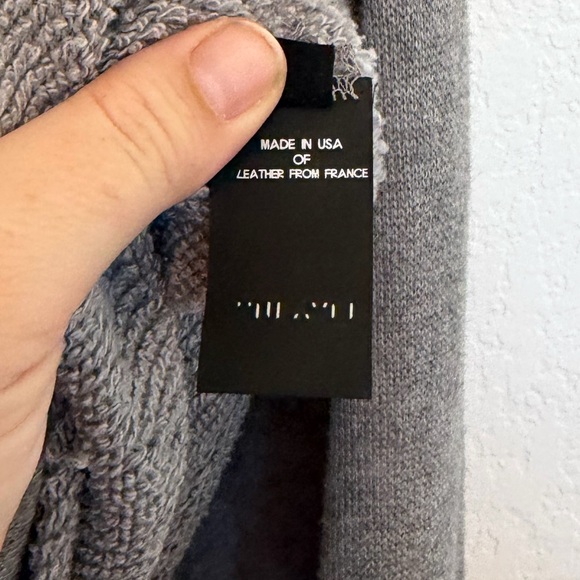 MADE IN USA
OF
LEATHER FROM FRANCE